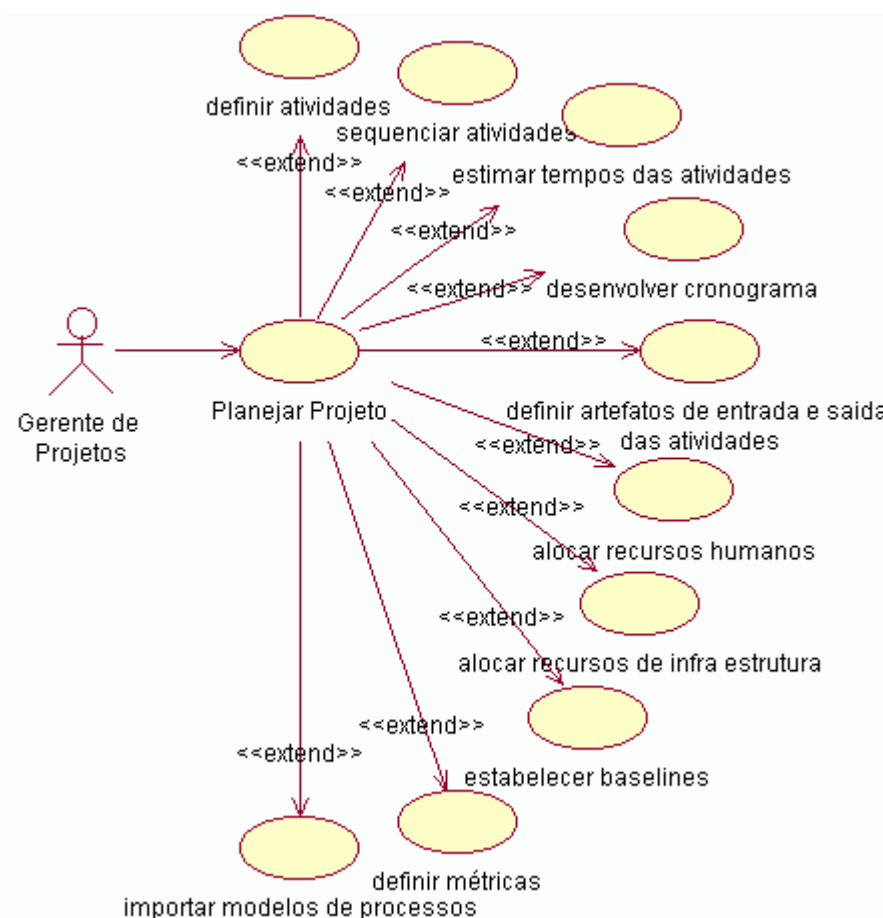 definir atividades
sequenciar atividades
<<extend>>
<<extend>>
estimar tempos das atividades
<<extend>>
<<extend>>
desenvolver cronograma
<<extend>>
Gerente de
Projetos
Planejar Projeto
definir artefatos de entrada e saida
das atividades
<<extend>>
<<extend>>
alocar recursos humanos
<<extend>>
alocar recursos de infra estrutura
<<extend>>
<<extend>>
estabelecer baselines
definir métricas
importar modelos de processos